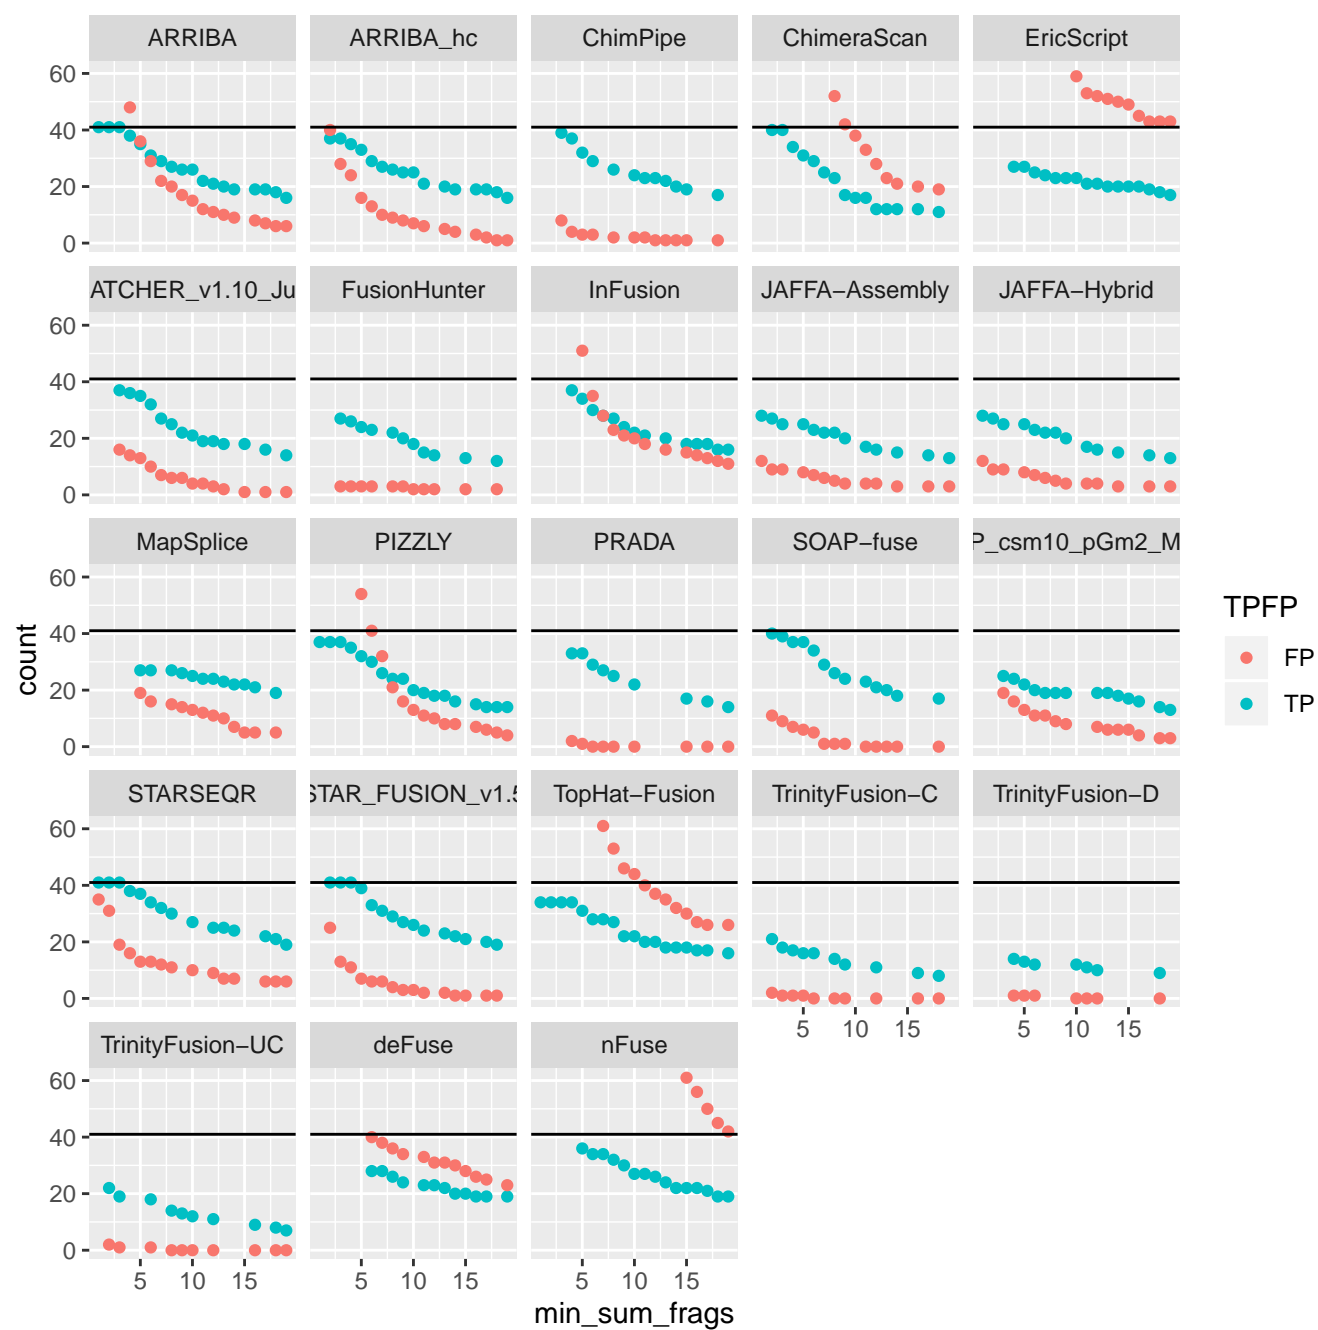 ARRIBA ARRIBA_hc ChimPipe ChimeraScan EricScript
60
40
20
0
ATCHER_v1.10_Ju FusionHunter InFusion JAFFA−Assembly JAFFA−Hybrid
60
40
20
0
MapSplice PIZZLY PRADA SOAP−fuse P_csm10_pGm2_M
60
40
20
0
count
TPFP
FP
TP
STARSEQR STAR_FUSION_v1.5 TopHat−Fusion TrinityFusion−C TrinityFusion−D
60
40
20
0
5 10 15 5 10 15
TrinityFusion−UC deFuse nFuse
60
40
20
0
5 10 15 5 10 15 5 10 15
min_sum_frags